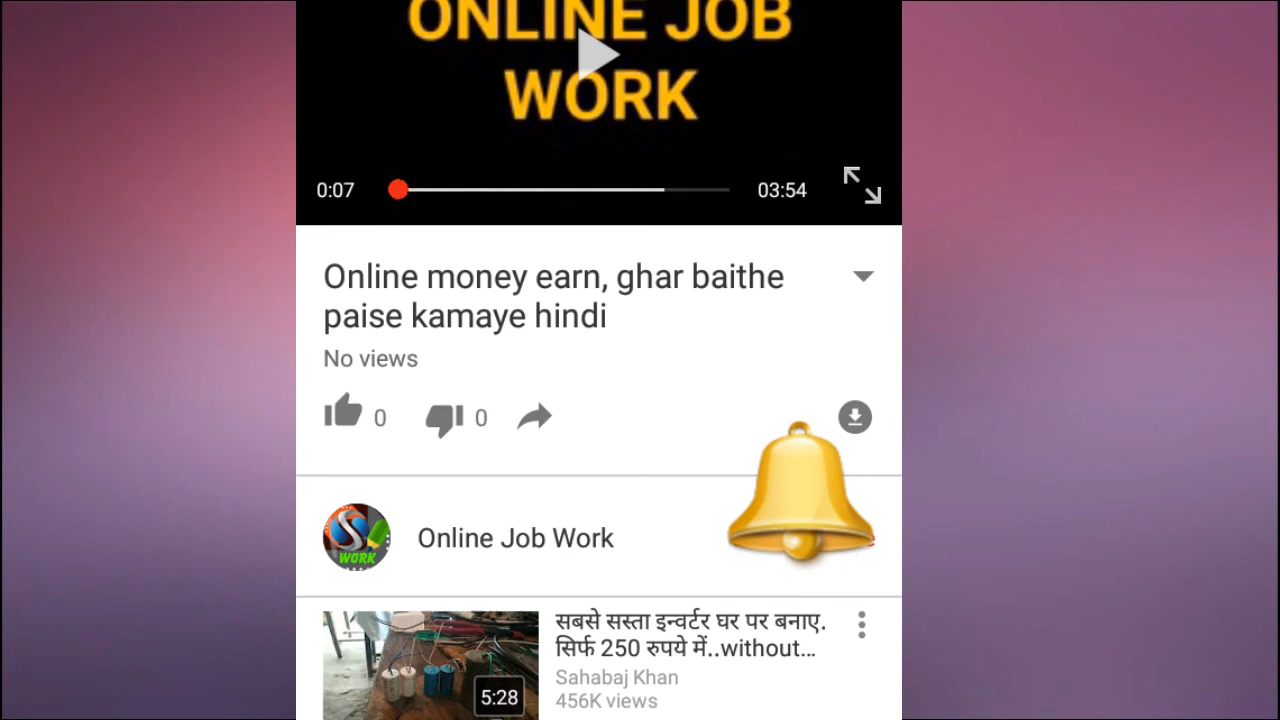 ONLINE JOB
WORK
0:07
03:54
Online money earn, ghar baithe
paise kamaye hindi
No views
0
0
WORK
Online Job Work
सबसे सस्ता इन्वर्टर घर पर बनाए.
सिर्फ 250 रुपये में..without...
Sahabaj Khan
5:28
456K views